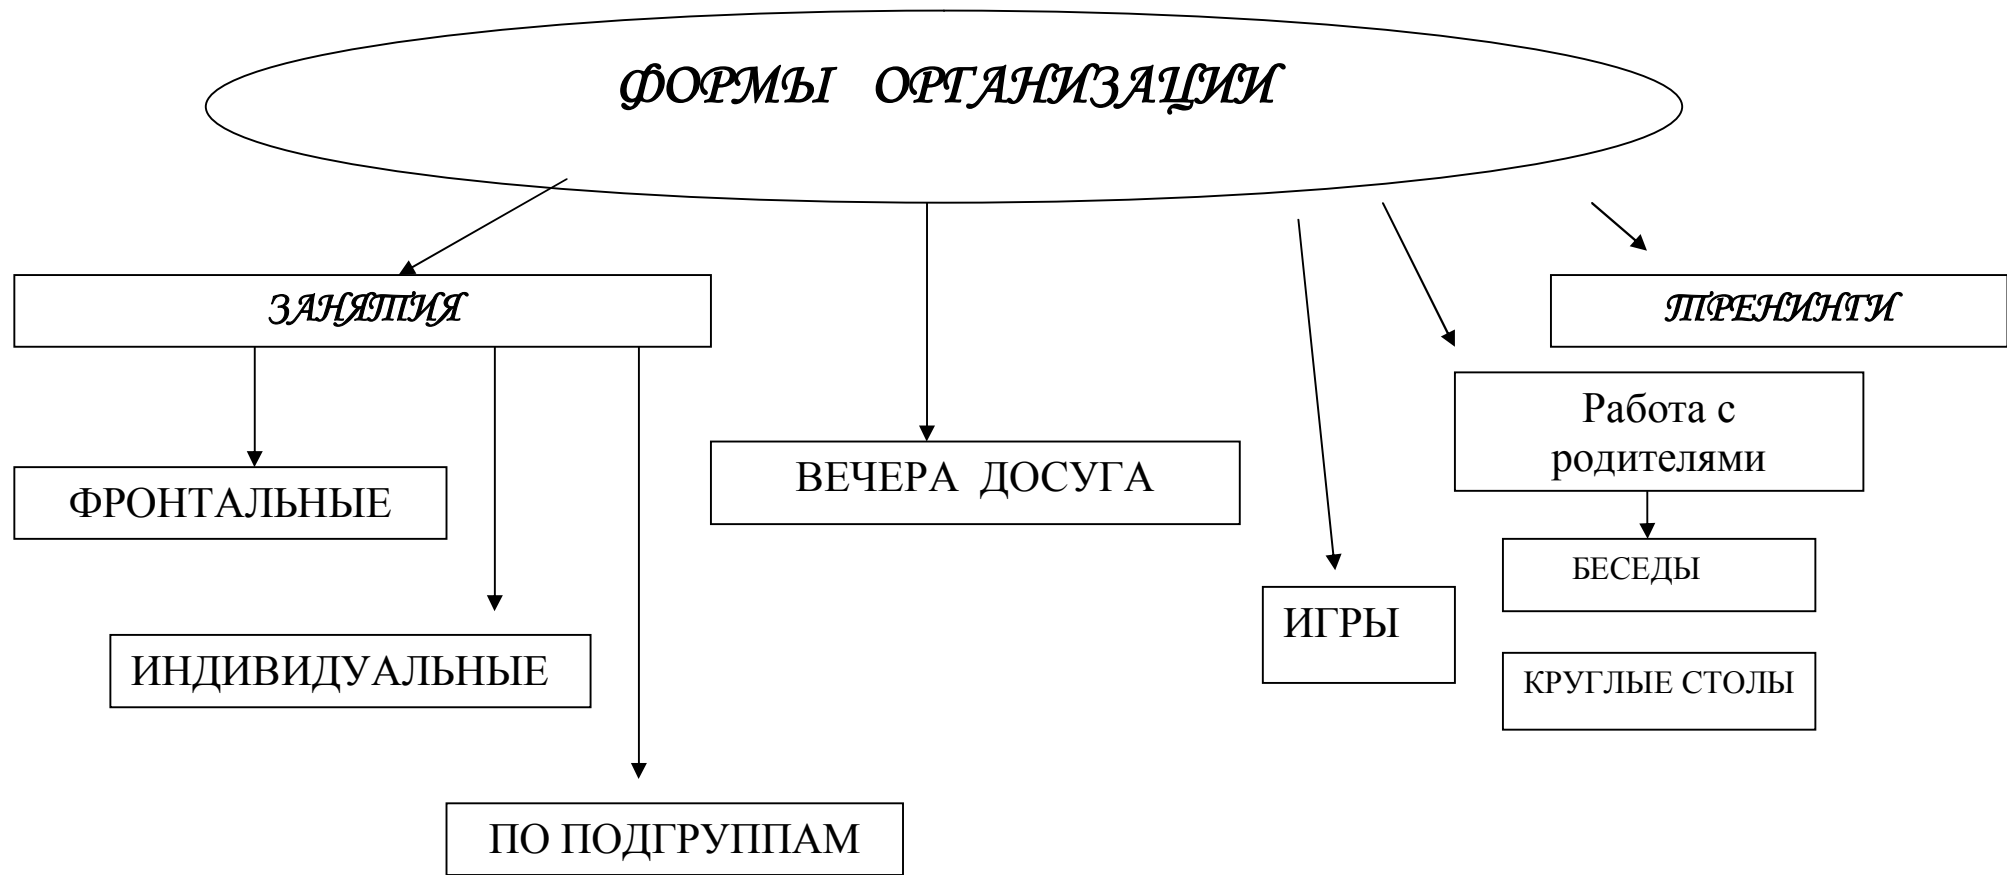 ФОРМЫ ОРГАНИЗАЦИИ
ЗАНЯТИЯ
ТРЕНИНГИ
Работа с
родителями
ВЕЧЕРА ДОСУГА
ФРОНТАЛЬНЫЕ
БЕСЕДЫ
ИГРЫ
ИНДИВИДУАЛЬНЫЕ
КРУГЛЫЕ СТОЛЫ
ПО ПОДГРУППАМ